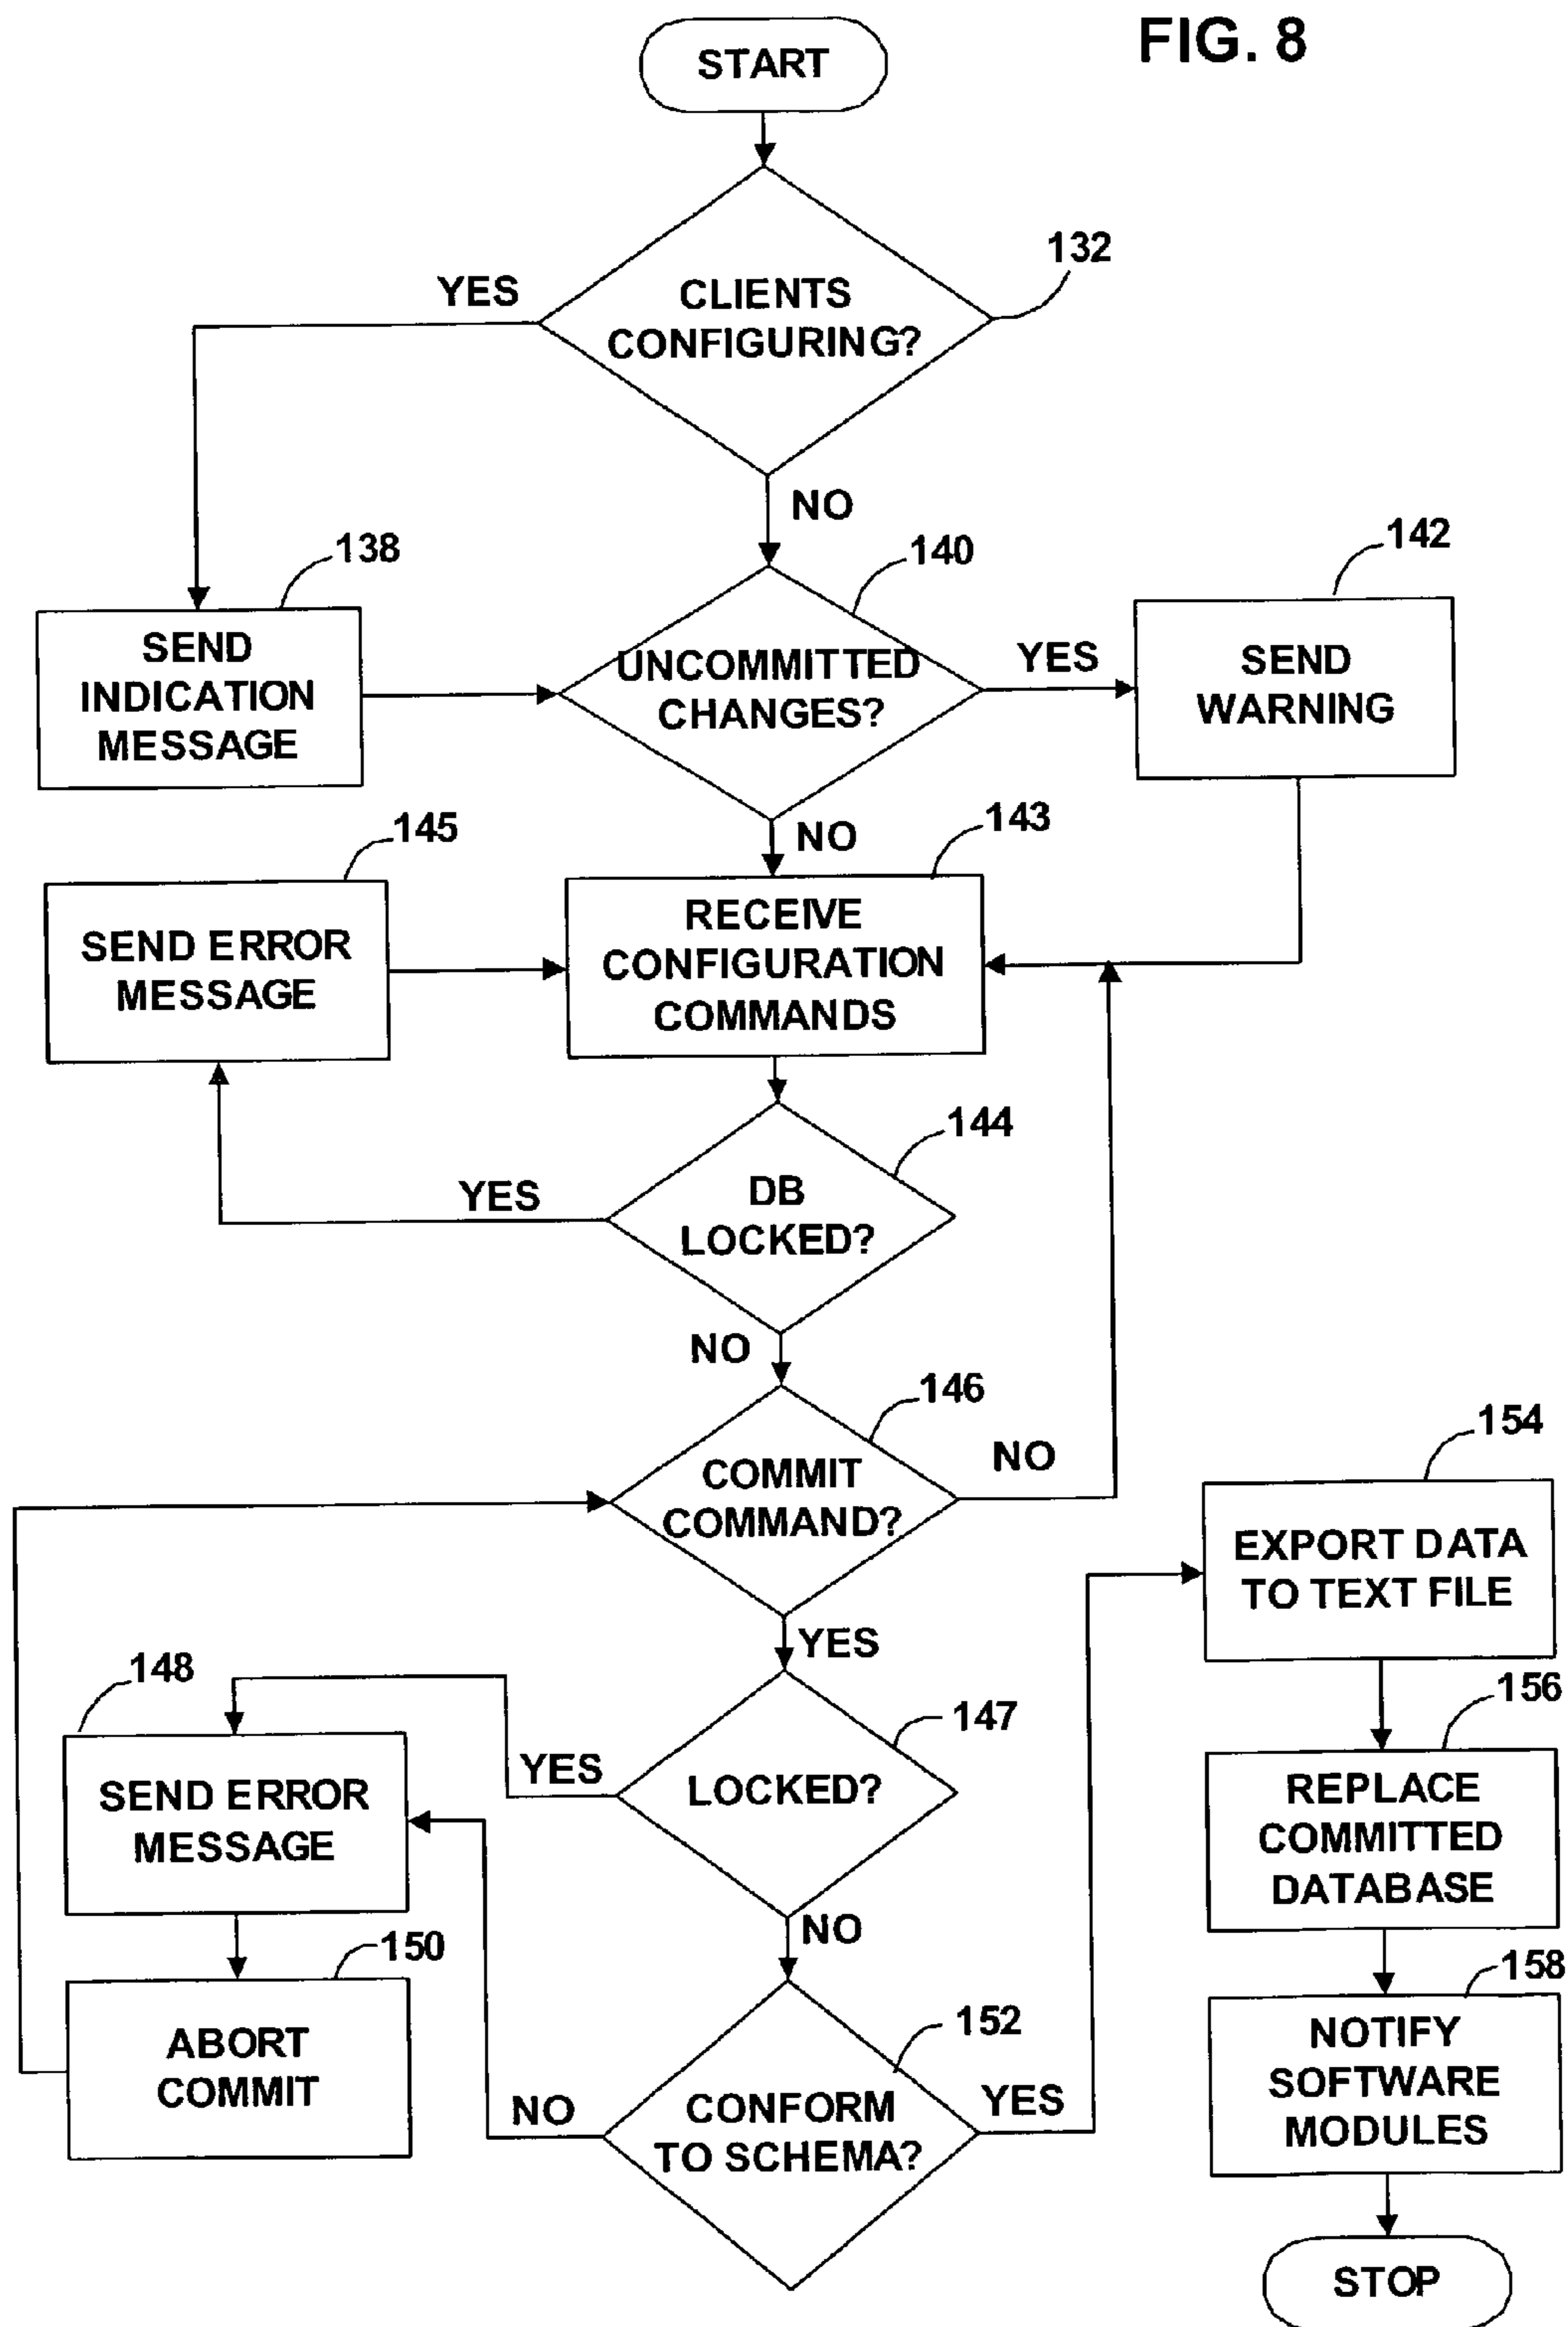 FIG. 8
START
132
YES
CLIENTS
CONFIGURING?
NO
138
140
142
SEND
INDICATION
MESSAGE
UNCOMMITTED
CHANGES?
YES
SEND
WARNING
145
NO
143
SEND ERROR
MESSAGE
RECEIVE
CONFIGURATION
COMMANDS
144
YES
DB
LOCKED?
NO
146
COMMIT
COMMAND?
NO
154
EXPORT DATA
TO TEXT FILE
YES
148
147
156
SEND ERROR
MESSAGE
YES
LOCKED?
REPLACE
COMMITTED
DATABASE
NO
150
158
ABORT
COMMIT
152
NO
CONFORM
TO SCHEMA?
YES
NOTIFY
SOFTWARE
MODULES
STOP